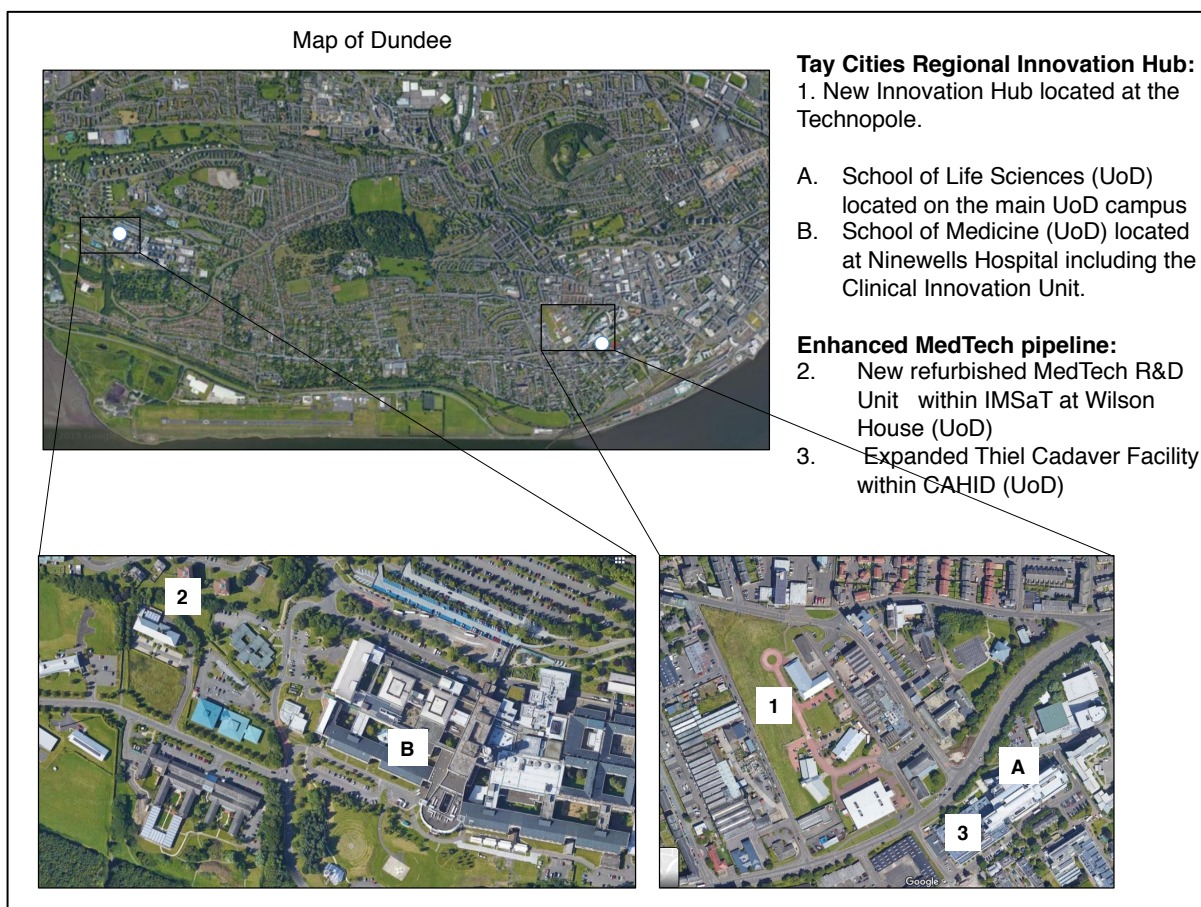 Map of Dundee
Tay Cities Regional Innovation Hub:
1. New Innovation Hub located at the
Technopole.
A. School of Life Sciences (UoD)
located on the main UoD campus
B. School of Medicine (UoD) located
at Ninewells Hospital including the
Clinical Innovation Unit.
Enhanced MedTech pipeline:
2. New refurbished MedTech R&D
Unit within IMSaT at Wilson
House (UoD)
3. Expanded Thiel Cadaver Facility
within CAHID (UoD)
2
B
1
A
3
Google